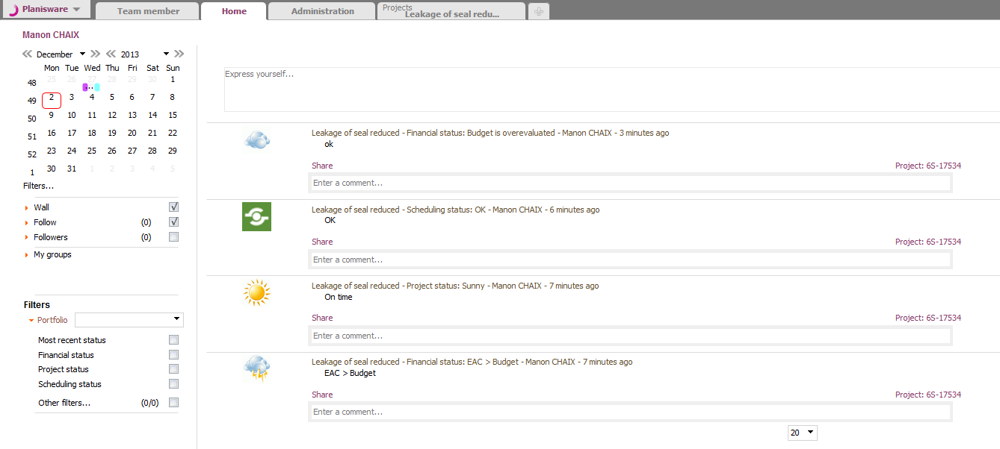 Planisware
Team member
Home
Administration
Projects
Leakage of seal redu...
Manon CHAIX
December 2013
Mon Tue Wed Thu Fri Sat Sun
48 25 26 27 28 29 30 1
...
49 2 3 4 5 6 7 8
50 9 10 11 12 13 14 15
51 16 17 18 19 20 21 22
52 23 24 25 26 27 28 29
1 30 31 1 2 3 4 5
Filters...
Wall
Follow (0)
Followers (0)
My groups
Filters
Portfolio
Most recent status
Financial status
Project status
Scheduling status
Other filters... (0/0)
Express yourself...
Leakage of seal reduced - Financial status: Budget is overevaluated - Manon CHAIX - 3 minutes ago
ok
Share Project: 6S-17534
Enter a comment...
Leakage of seal reduced - Scheduling status: OK - Manon CHAIX - 6 minutes ago
OK
Share Project: 6S-17534
Enter a comment...
Leakage of seal reduced - Project status: Sunny - Manon CHAIX - 7 minutes ago
On time
Share Project: 6S-17534
Enter a comment...
Leakage of seal reduced - Financial status: EAC > Budget - Manon CHAIX - 7 minutes ago
EAC > Budget
Share Project: 6S-17534
Enter a comment...
20